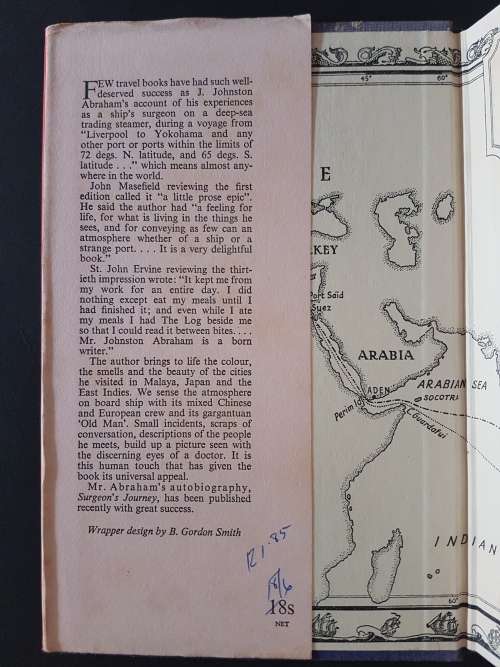 FEW travel books have had such well-
deserved success as J. Johnston
Abraham's account of his experiences
as a ship's surgeon on a deep-sea
trading steamer, during a voyage from
"Liverpool to Yokohama and any
other port or ports within the limits of
72 degs. N. latitude, and 65 degs. S.
latitude . . ." which means almost any-
where in the world.
John Masefield reviewing the first
edition called it "a little prose epic".
He said the author had "a feeling for
life, for what is living in the things he
sees, and for conveying as few can an
atmosphere whether of a ship or a
strange port. . . . It is a very delightful
book."
St. John Ervine reviewing the thirt-
ieth impression wrote: "It kept me from
my work for an entire day. I did
nothing except eat my meals until I
had finished it; and even while I ate
my meals I had The Log beside me
so that I could read it between bites. . . .
Mr. Johnston Abraham is a born
writer."
The author brings to life the colour,
the smells and the beauty of the cities
he visited in Malaya, Japan and the
East Indies. We sense the atmosphere
on board ship with its mixed Chinese
and European crew and its gargantuan
'Old Man'. Small incidents, scraps of
conversation, descriptions of the people
he meets, build up a picture seen with
the discerning eyes of a doctor. It is
this human touch that has given the
book its universal appeal.
Mr. Abraham's autobiography,
Surgeon's Journey, has been published
recently with great success.
Wrapper design by B. Gordon Smith
R1.85
18/6
18s
NET
45°
60°
E
KEY
Port Said
Suez
ARABIA
ADEN
ARABIAN SEA
SOCOTRA
Perim Id
C. Guardafui
INDIAN
60°